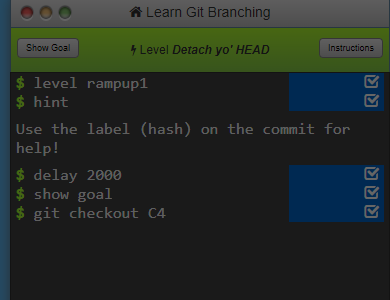 Learn Git Branching
Show Goal
Level Detach yo' HEAD
Instructions
$ level rampup1
$ hint
Use the label (hash) on the commit for
help!
$ delay 2000
$ show goal
$ git checkout C4